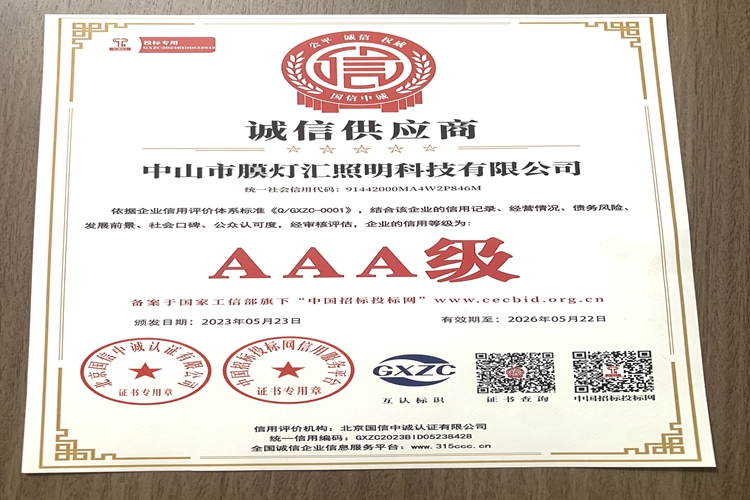 投标专用
公平 诚信 权威
信
国信中诚
诚信供应商
中山市膜灯汇照明科技有限公司
统一社会信用代码：91442000MA4W2P846M
依据企业信用评价体系标准《Q/GXZC-0001》，结合该企业的信用记录、经营情况、债务风险、
发展前景、社会口碑、公众认可度，经审核评估，企业的信用等级为：
AAA级
备案于国家工信部旗下“中国招标投标网”www.cecbid.org.cn
颁发日期：2023年05月23日
有效期至：2026年05月22日
北京国信中诚认证有限公司
证书专用章
中国招标投标网信用服务平台
证书专用章
GXZC
互认标识
证书查询
中国招标投标网
信用评价机构：北京国信中诚认证有限公司
统一信用编码：GXZC2023BID05238428
全国诚信企业信息服务平台：www.315ccc.cn